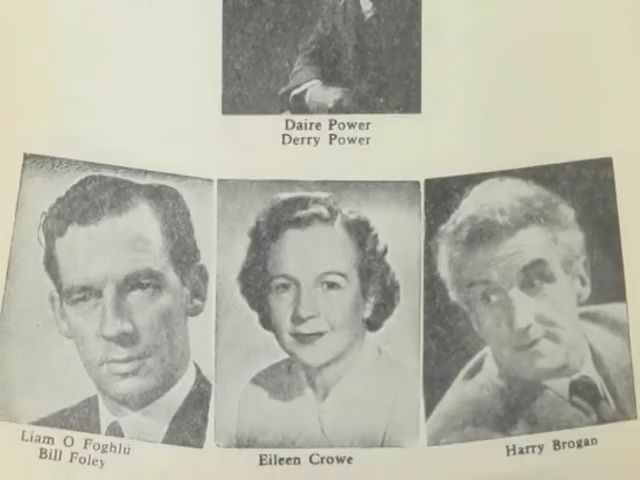 Daire Power
Derry Power
Liam O Foghlú
Bill Foley
Eileen Crowe
Harry Brogan